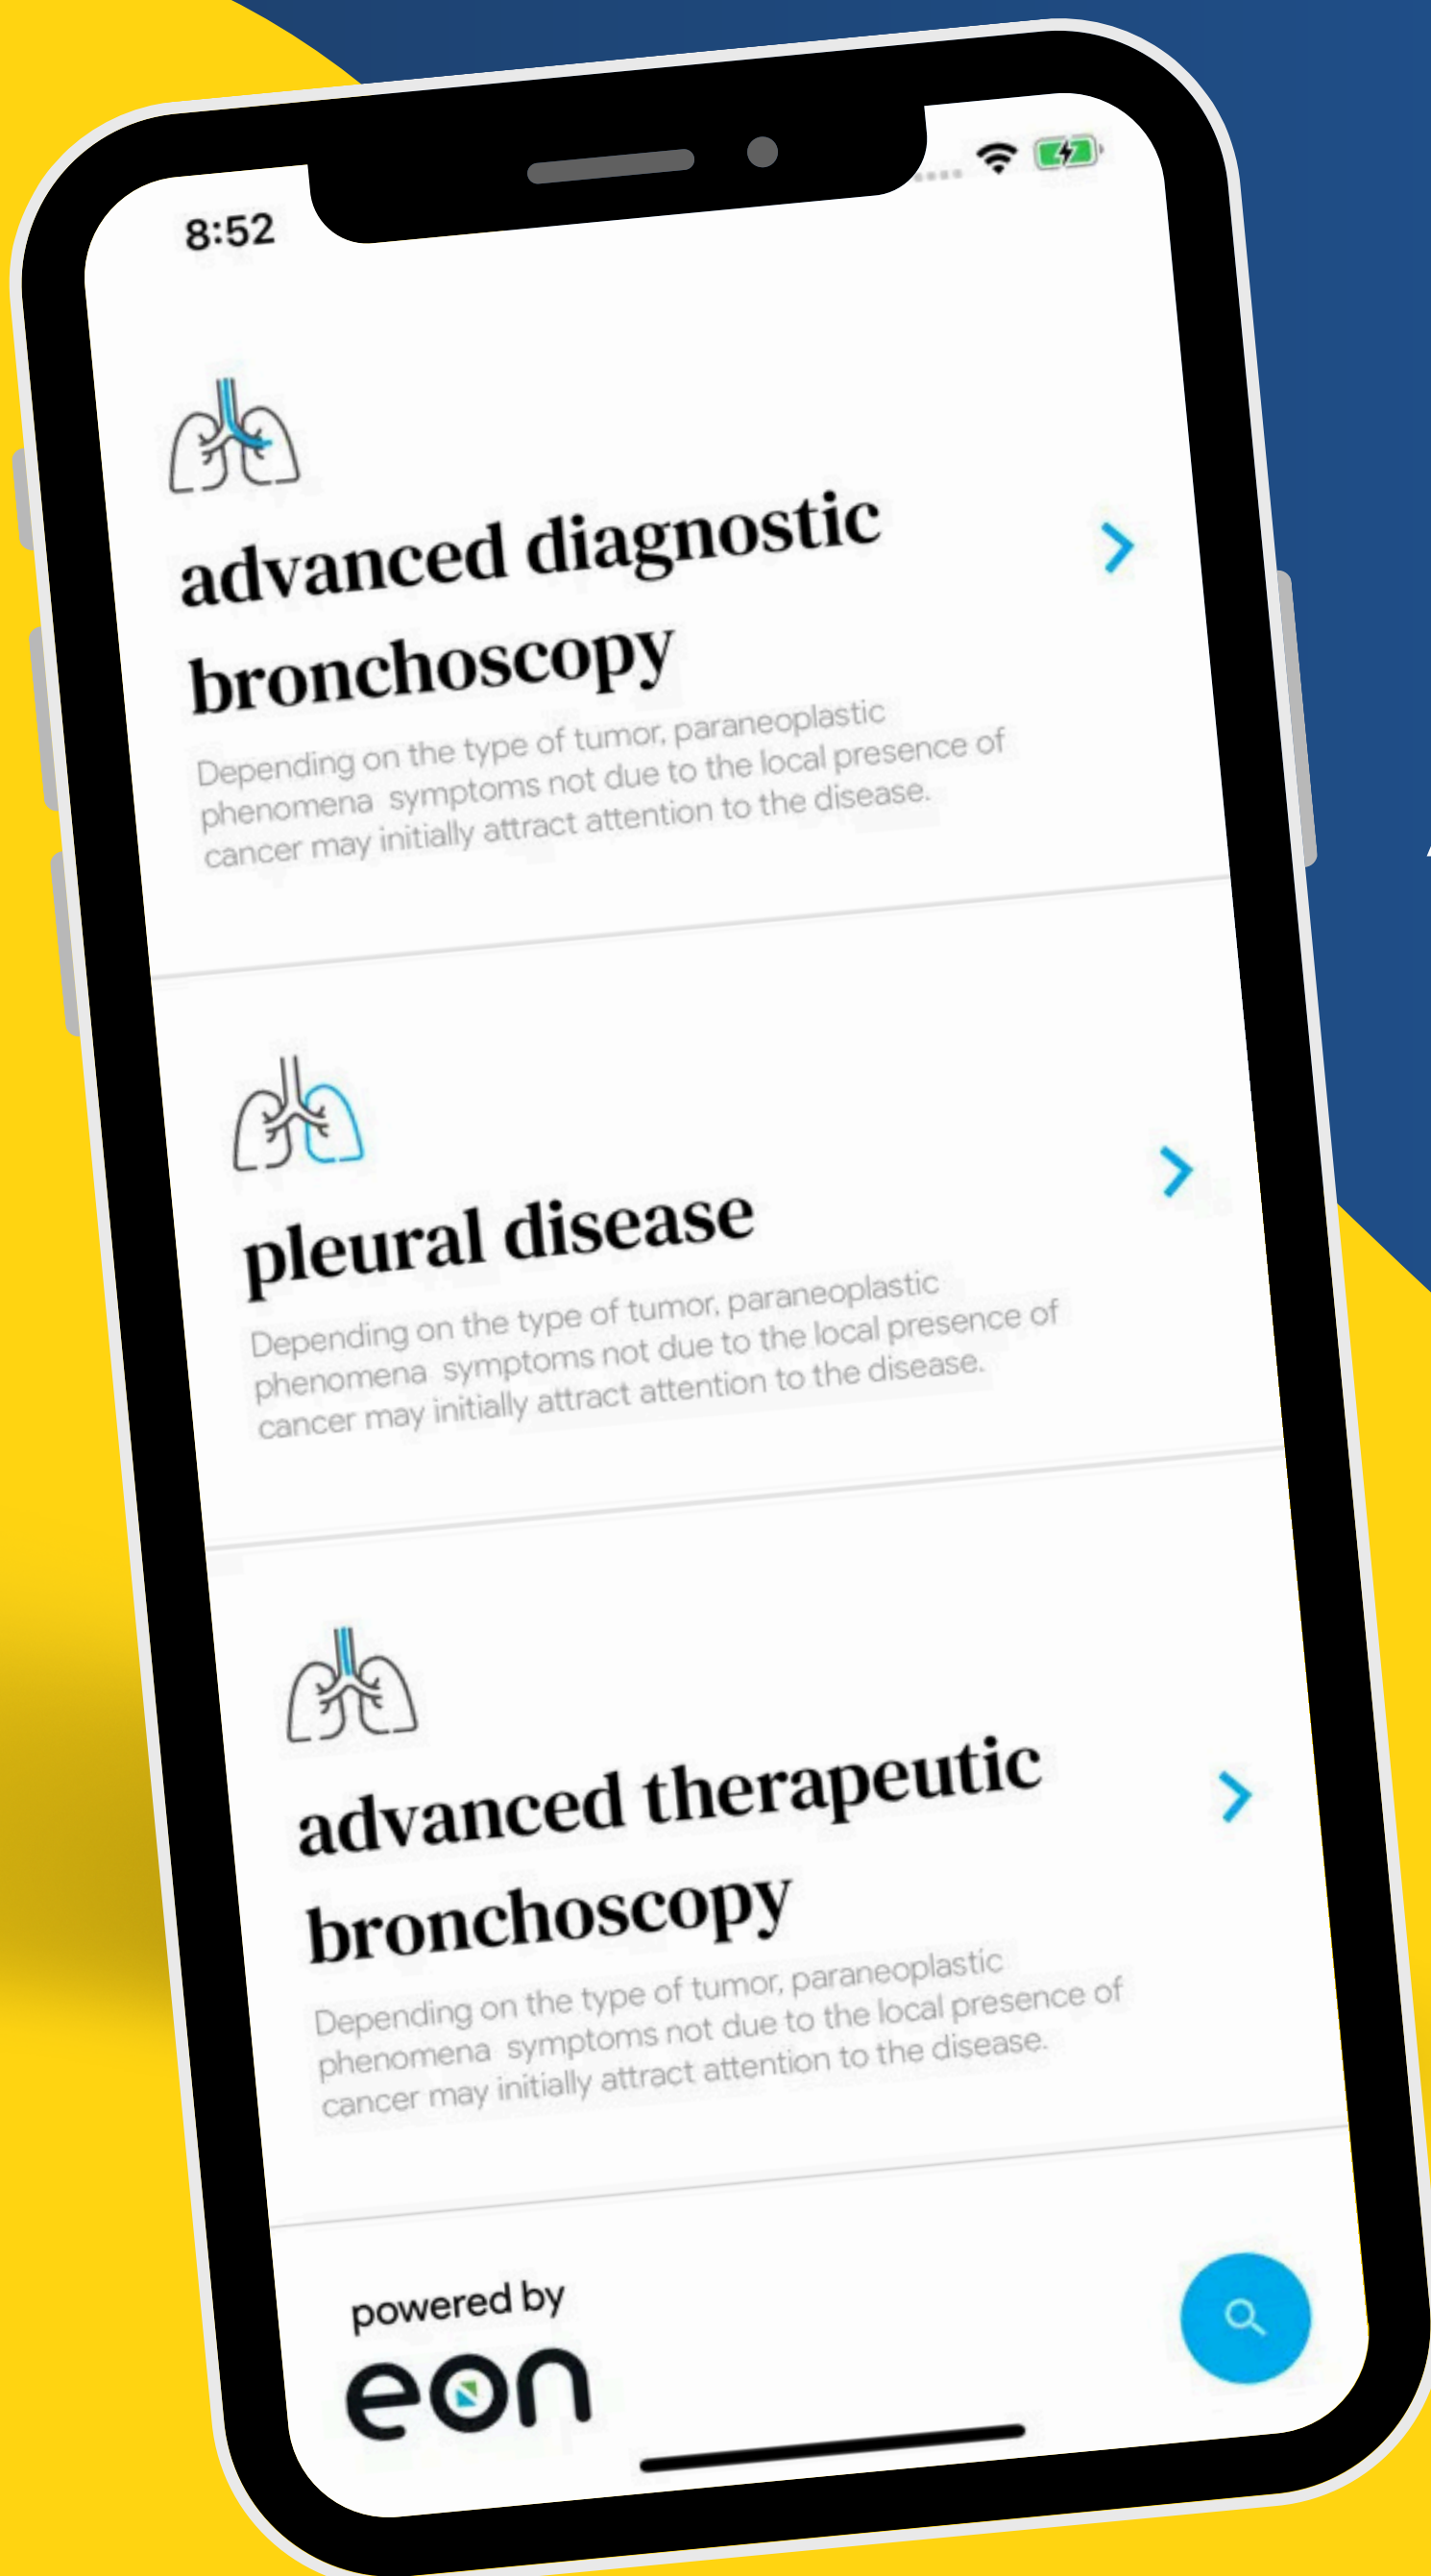 8:52
advanced diagnostic
bronchoscopy
Depending on the type of tumor, paraneoplastic
phenomena symptoms not due to the local presence of
cancer may initially attract attention to the disease.
pleural disease
Depending on the type of tumor, paraneoplastic
phenomena symptoms not due to the local presence of
cancer may initially attract attention to the disease.
advanced therapeutic
bronchoscopy
Depending on the type of tumor, paraneoplastic
phenomena symptoms not due to the local presence of
cancer may initially attract attention to the disease.
powered by
eon